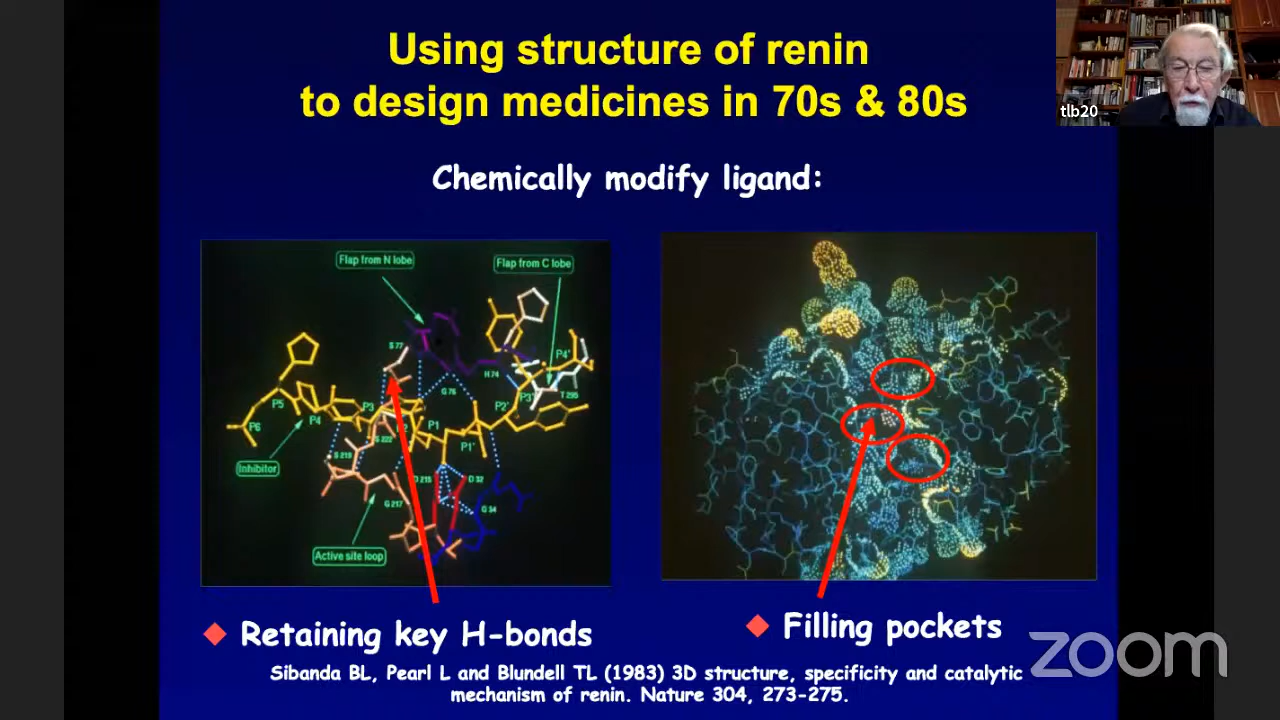 Using structure of renin
to design medicines in 70s & 80s
tlb20
Chemically modify ligand:
Flap from N lobe
Flap from C lobe
S 77
P4'
H 74
G 76
T 295
P5
P3
P2'
P3'
P6
P4
P1
S 222
P1'
Inhibitor
S 219
D 215
D 32
G 217
G 34
Active site loop
Retaining key H-bonds
Filling pockets
zoom
Sibanda BL, Pearl L and Blundell TL (1983) 3D structure, specificity and catalytic
mechanism of renin. Nature 304, 273-275.